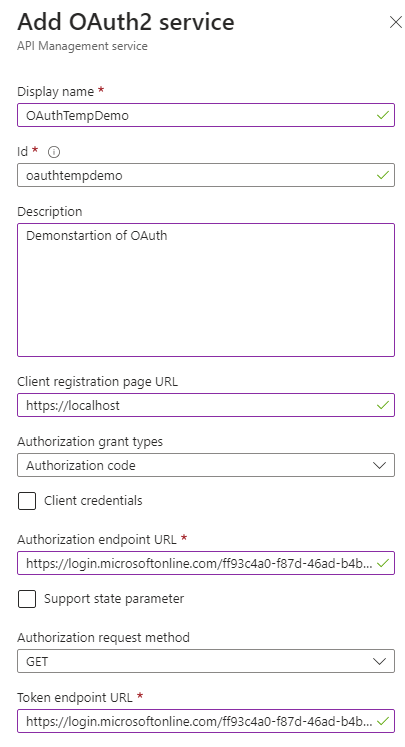 Add OAuth2 service
API Management service
Display name *
OAuthTempDemo
Id *
oauthtempdemo
Description
Demonstartion of OAuth
Client registration page URL
https://localhost
Authorization grant types
Authorization code
Client credentials
Authorization endpoint URL *
https://login.microsoftonline.com/ff93c4a0-f87d-46ad-b4b...
Support state parameter
Authorization request method
GET
Token endpoint URL *
https://login.microsoftonline.com/ff93c4a0-f87d-46ad-b4b...